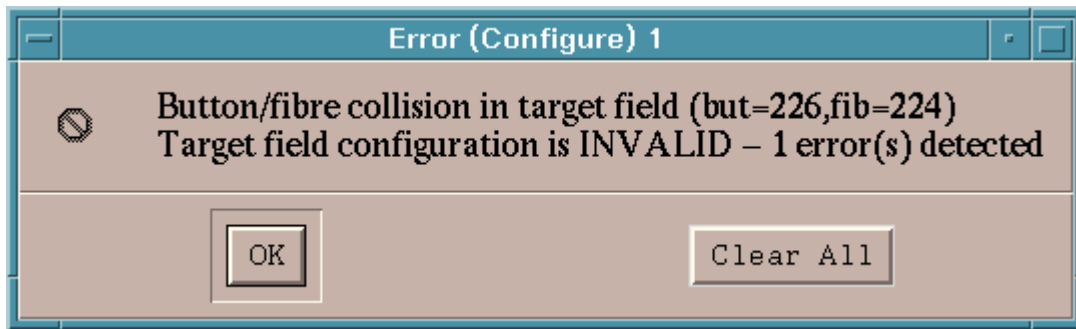 Error (Configure) 1
Button/fibre collision in target field (but=226,fib=224)
Target field configuration is INVALID – 1 error(s) detected
OK
Clear All